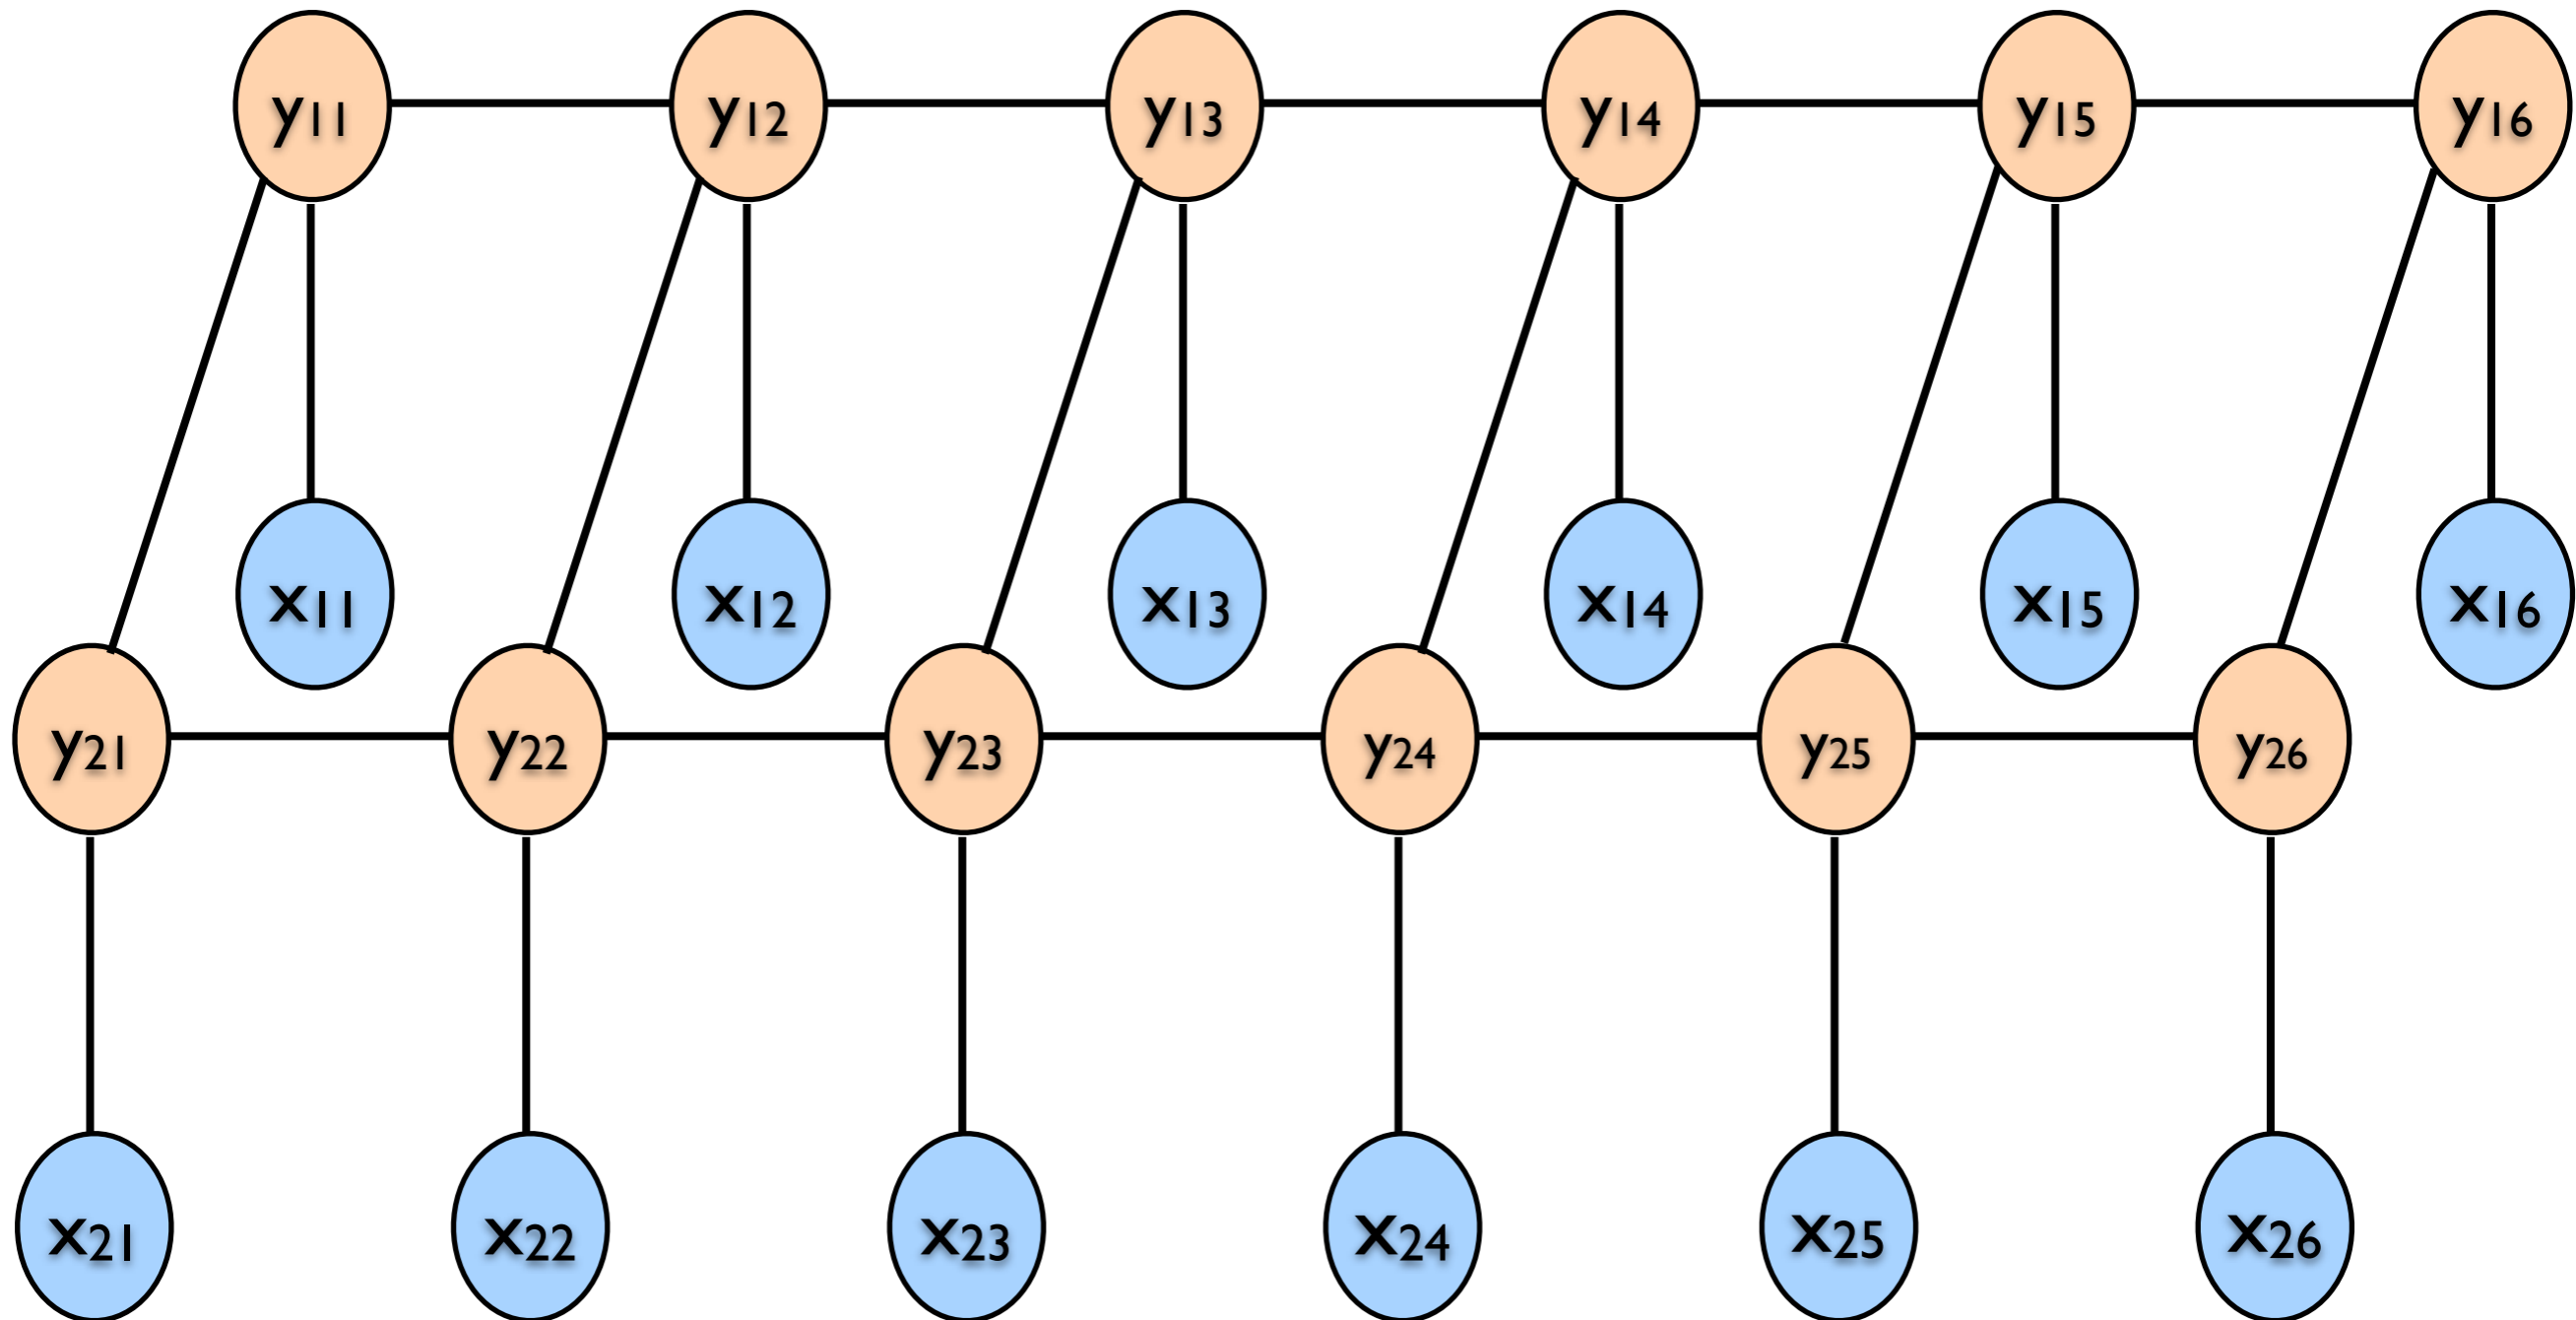 y11 y12 y13 y14 y15 y16
x11 x12 x13 x14 x15 x16
y21 y22 y23 y24 y25 y26
x21 x22 x23 x24 x25 x26